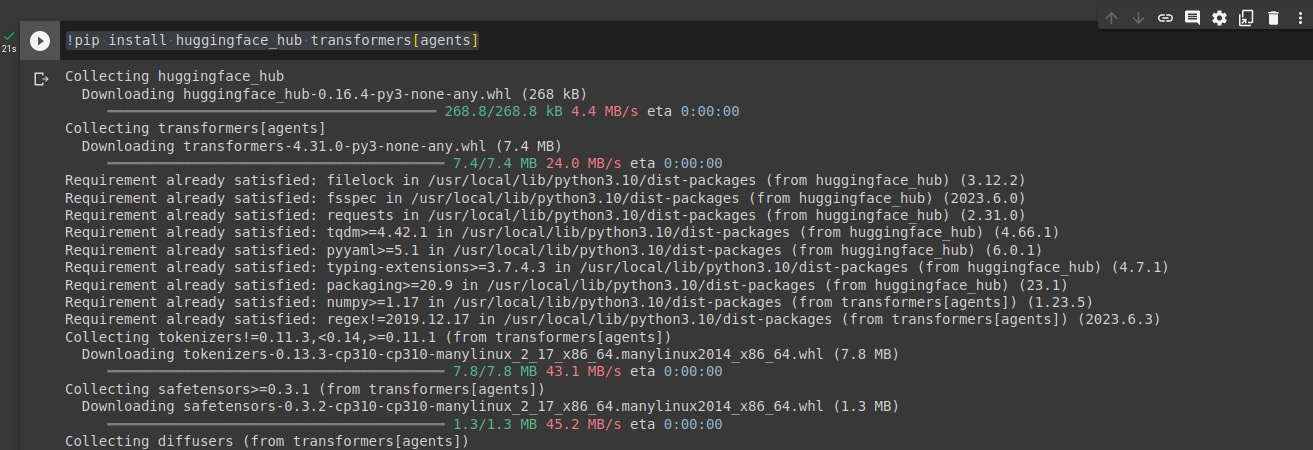 !pip install huggingface_hub transformers[agents]
21s
Collecting huggingface_hub
Downloading huggingface_hub-0.16.4-py3-none-any.whl (268 kB)
268.8/268.8 kB 4.4 MB/s eta 0:00:00
Collecting transformers[agents]
Downloading transformers-4.31.0-py3-none-any.whl (7.4 MB)
7.4/7.4 MB 24.0 MB/s eta 0:00:00
Requirement already satisfied: filelock in /usr/local/lib/python3.10/dist-packages (from huggingface_hub) (3.12.2)
Requirement already satisfied: fsspec in /usr/local/lib/python3.10/dist-packages (from huggingface_hub) (2023.6.0)
Requirement already satisfied: requests in /usr/local/lib/python3.10/dist-packages (from huggingface_hub) (2.31.0)
Requirement already satisfied: tqdm>=4.42.1 in /usr/local/lib/python3.10/dist-packages (from huggingface_hub) (4.66.1)
Requirement already satisfied: pyyaml>=5.1 in /usr/local/lib/python3.10/dist-packages (from huggingface_hub) (6.0.1)
Requirement already satisfied: typing-extensions>=3.7.4.3 in /usr/local/lib/python3.10/dist-packages (from huggingface_hub) (4.7.1)
Requirement already satisfied: packaging>=20.9 in /usr/local/lib/python3.10/dist-packages (from huggingface_hub) (23.1)
Requirement already satisfied: numpy>=1.17 in /usr/local/lib/python3.10/dist-packages (from transformers[agents]) (1.23.5)
Requirement already satisfied: regex!=2019.12.17 in /usr/local/lib/python3.10/dist-packages (from transformers[agents]) (2023.6.3)
Collecting tokenizers!=0.11.3,<0.14,>=0.11.1 (from transformers[agents])
Downloading tokenizers-0.13.3-cp310-cp310-manylinux_2_17_x86_64.manylinux2014_x86_64.whl (7.8 MB)
7.8/7.8 MB 43.1 MB/s eta 0:00:00
Collecting safetensors>=0.3.1 (from transformers[agents])
Downloading safetensors-0.3.2-cp310-cp310-manylinux_2_17_x86_64.manylinux2014_x86_64.whl (1.3 MB)
1.3/1.3 MB 45.2 MB/s eta 0:00:00
Collecting diffusers (from transformers[agents])